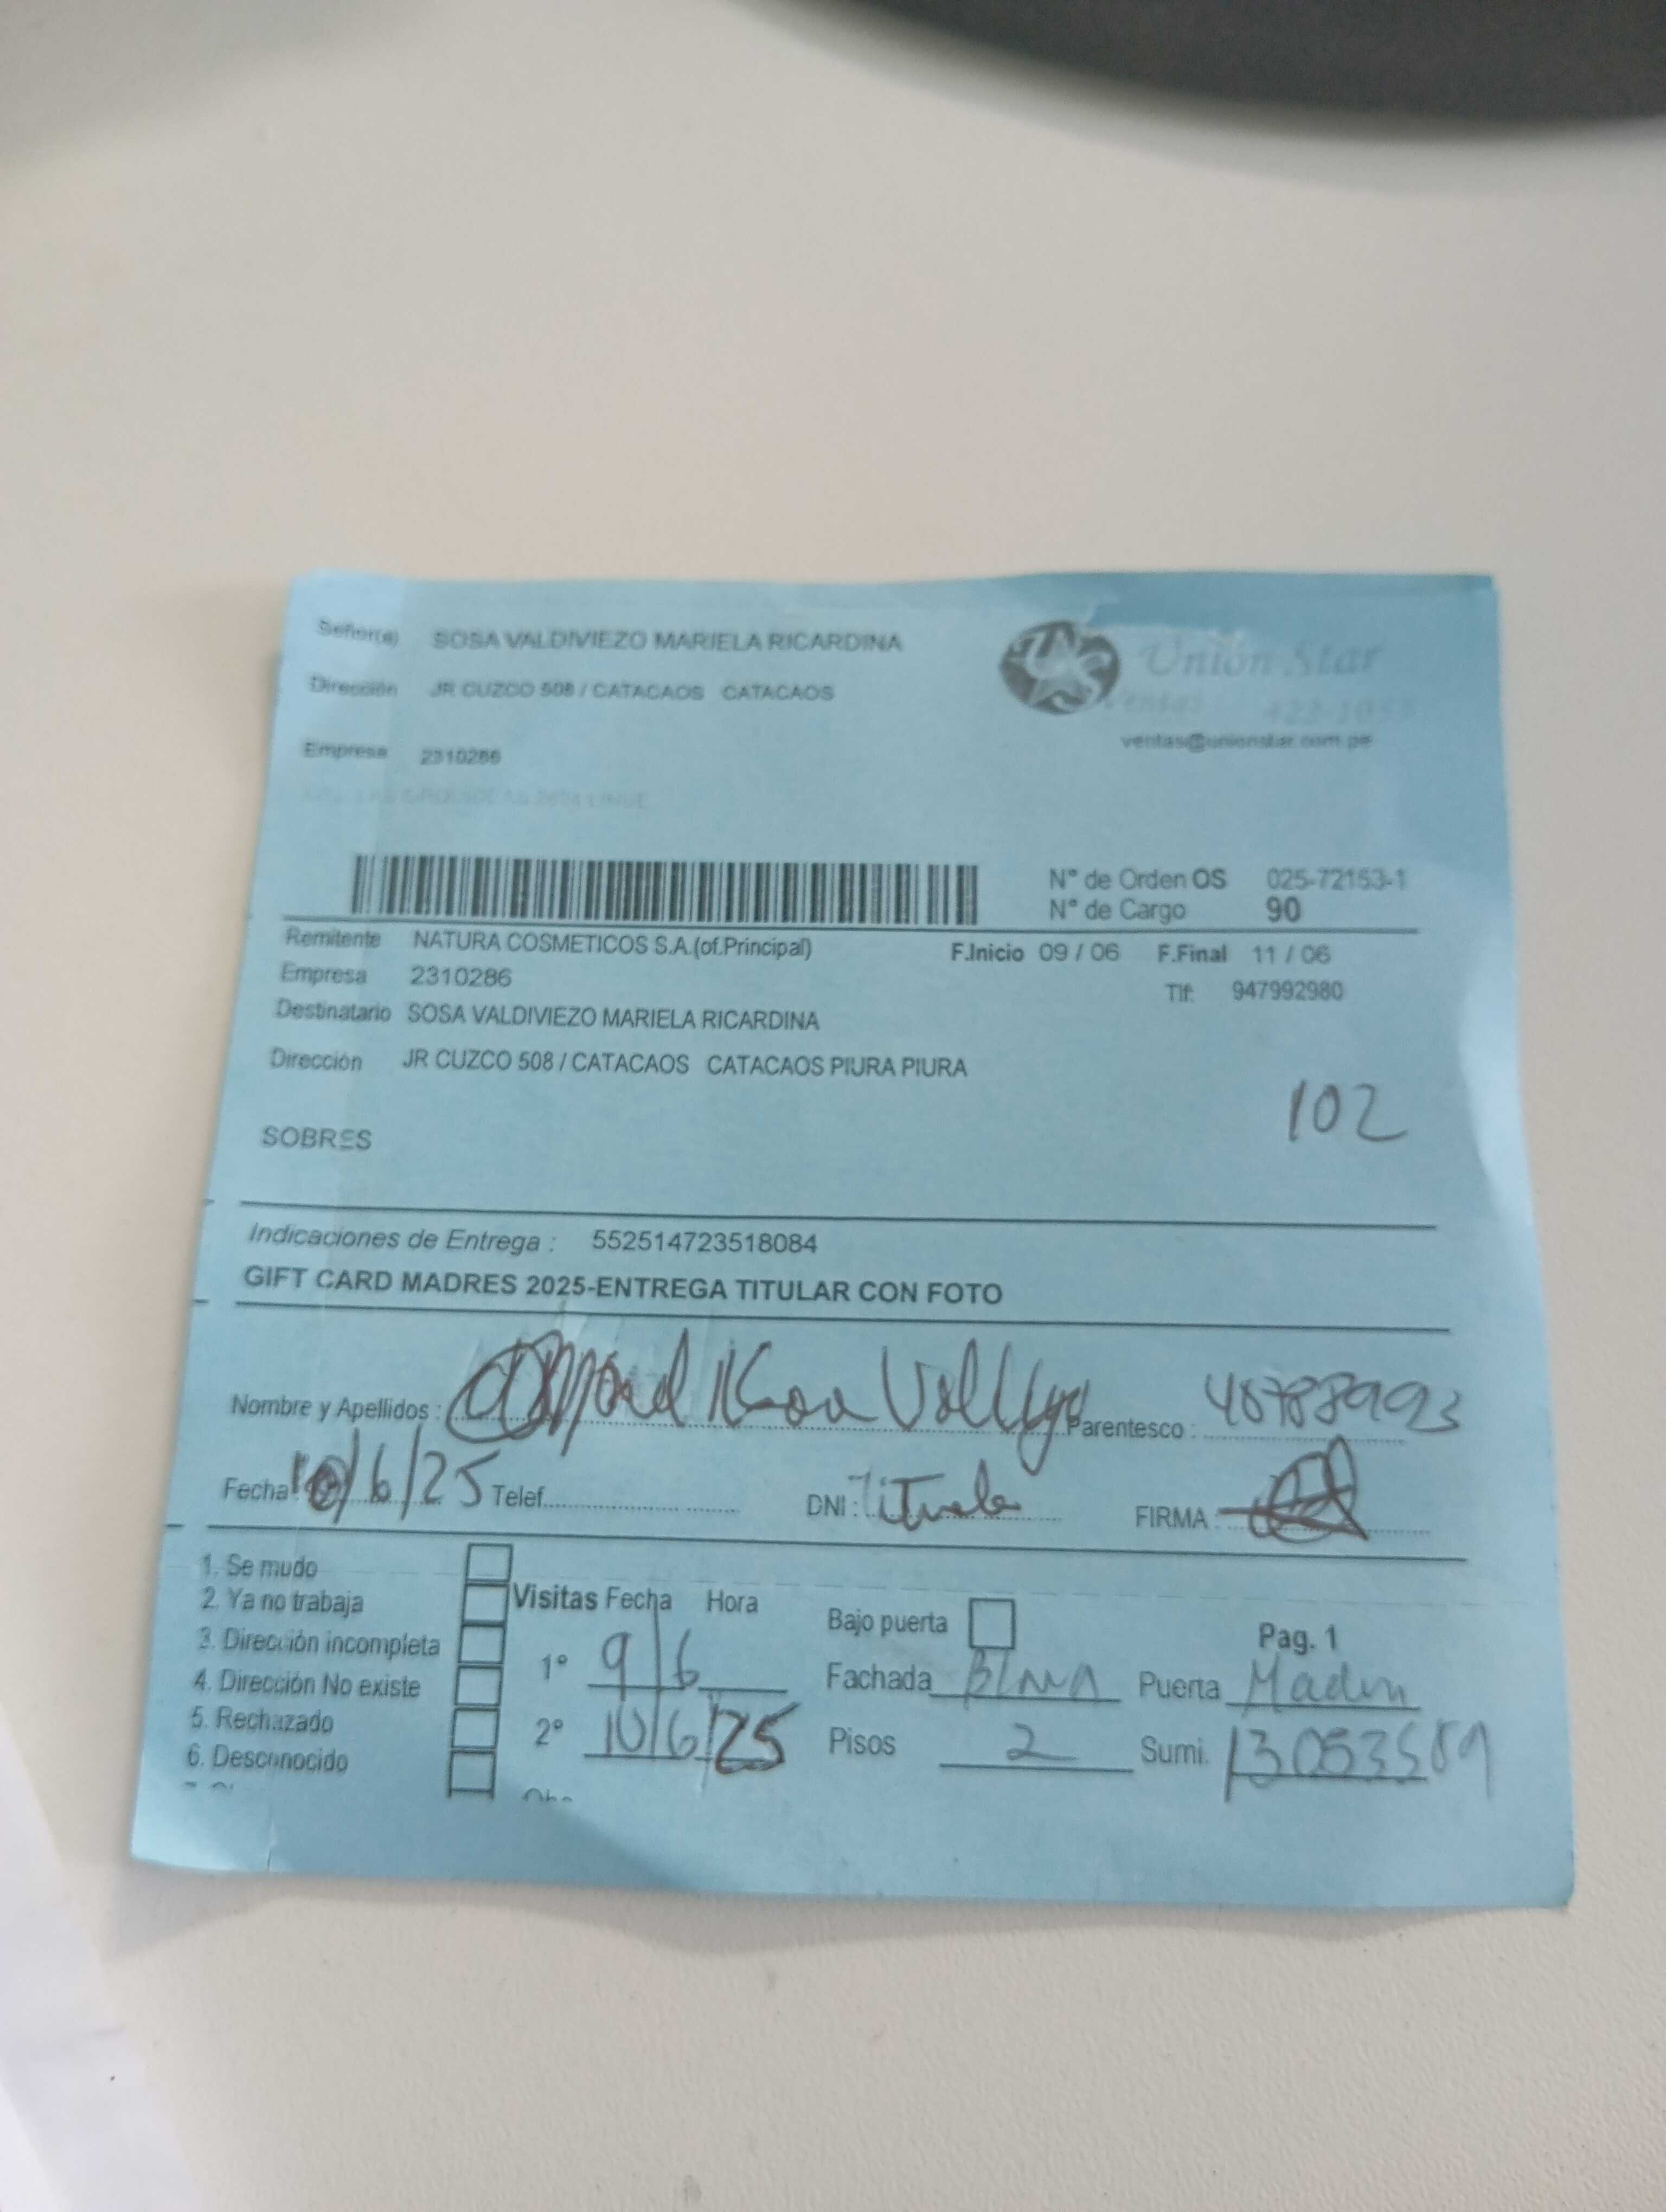 Señor(a) SOSA VALDIVIEZO MARIELA RICARDINA
Unión Star
Dirección JR CUZCO 508 / CATACAOS CATACAOS
Ventas 422-1053
ventas@unionstar.com.pe
Empresa 2310286
N° de Orden OS 025-72153-1
N° de Cargo 90
Remitente NATURA COSMETICOS S.A.(of.Principal) F.Inicio 09 / 06 F.Final 11 / 06
Empresa 2310286 Tlf: 947992980
Destinatario SOSA VALDIVIEZO MARIELA RICARDINA
Dirección JR CUZCO 508 / CATACAOS CATACAOS PIURA PIURA
102
SOBRES
Indicaciones de Entrega : 552514723518084
GIFT CARD MADRES 2025-ENTREGA TITULAR CON FOTO
Nombre y Apellidos : Parentesco :
Fecha: 10/6/25 Telef. DNI: Titular FIRMA :
1. Se mudo
2. Ya no trabaja Visitas Fecha Hora Bajo puerta Pag. 1
3. Dirección incompleta 1° 9/6 Fachada Puerta
4. Dirección No existe
5. Rechazado 2° 10/6/25 Pisos 2 Sumi.
6. Desconocido